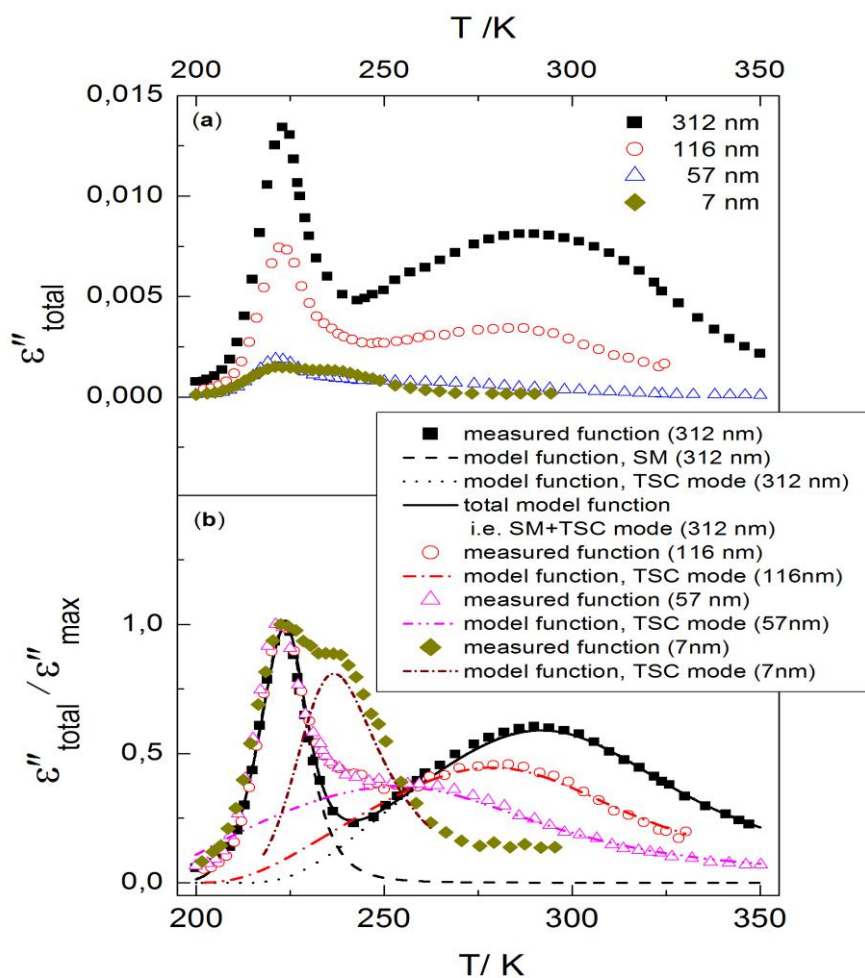 T /K
200 250 300 350
0,015
(a)
312 nm
116 nm
57 nm
7 nm
0,010
ε″total
0,005
0,000
measured function (312 nm)
model function, SM (312 nm)
model function, TSC mode (312 nm)
total model function
i.e. SM+TSC mode (312 nm)
measured function (116 nm)
model function, TSC mode (116nm)
measured function (57 nm)
model function, TSC mode (57nm)
measured function (7nm)
model function, TSC mode (7nm)
(b)
1,0
ε″total / ε″max
0,5
0,0
200 250 300 350
T/ K